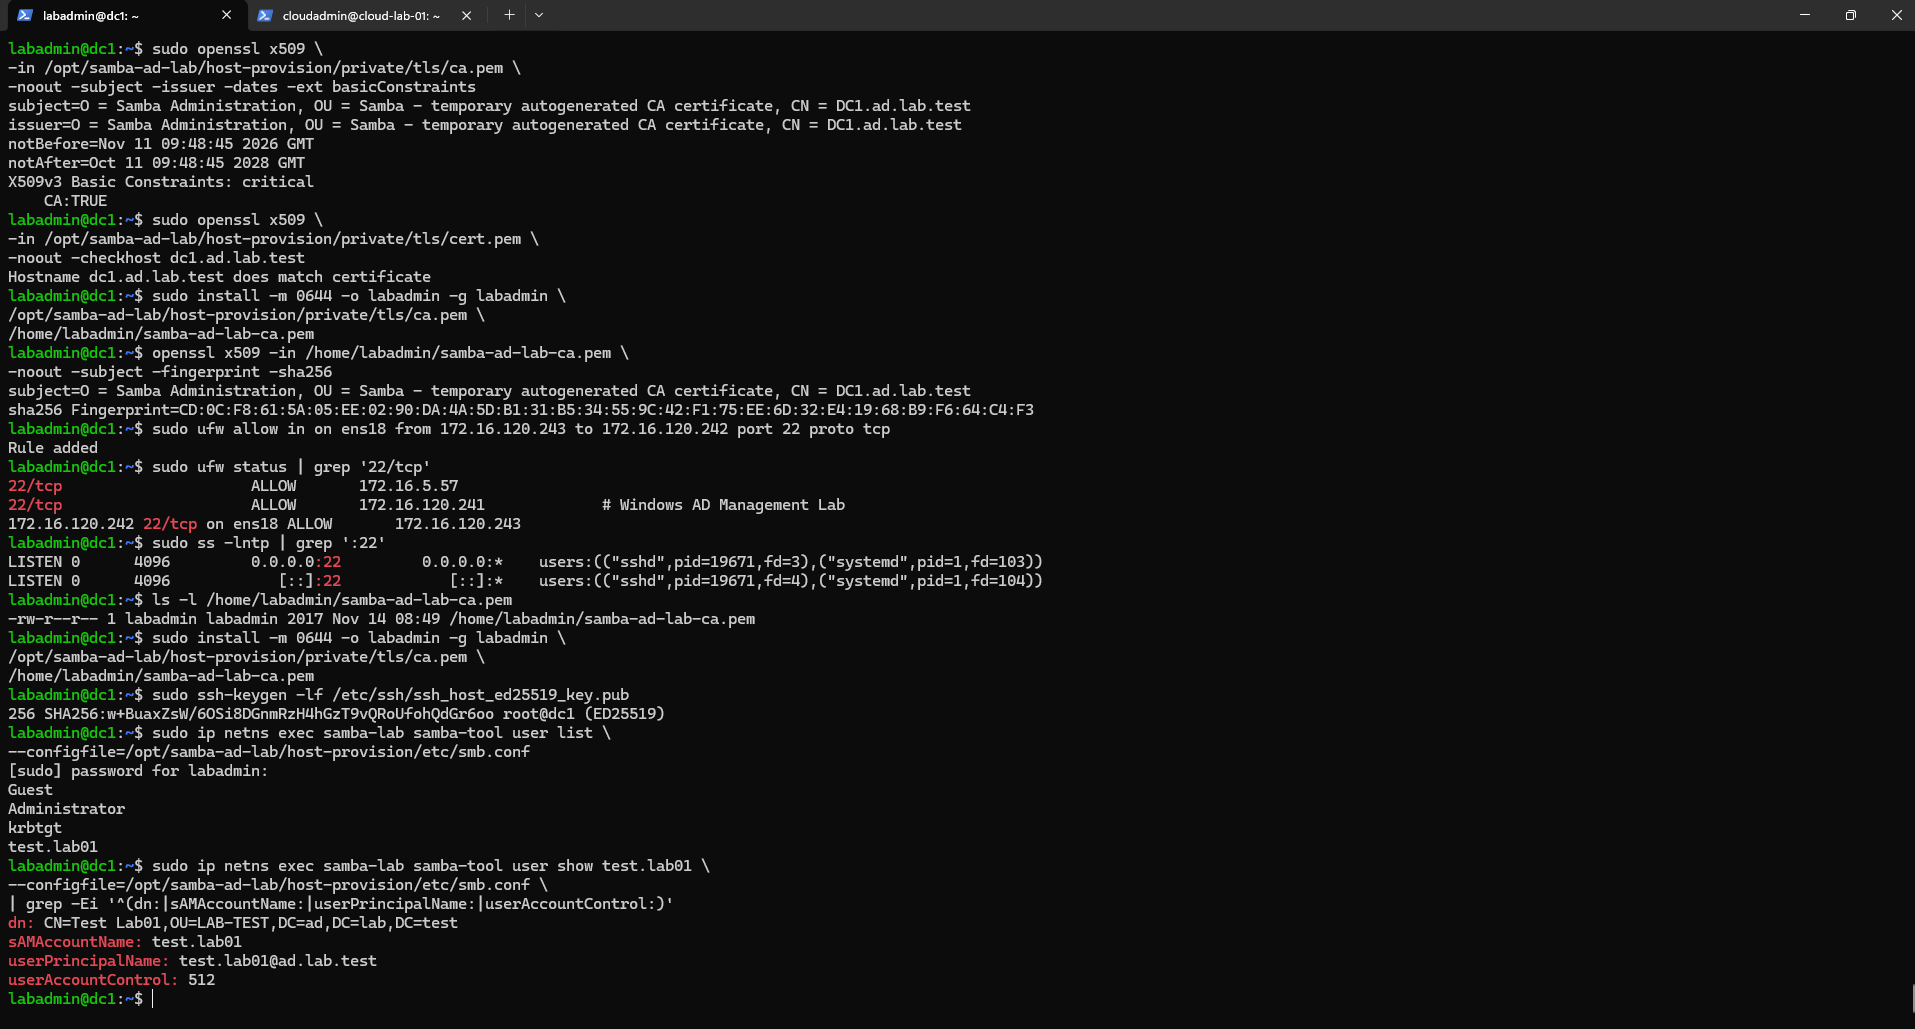 labadmin@dc1: ~
cloudadmin@cloud-lab-01: ~
labadmin@dc1:~$ sudo openssl x509 \
-in /opt/samba-ad-lab/host-provision/private/tls/ca.pem \
-noout -subject -issuer -dates -ext basicConstraints
subject=O = Samba Administration, OU = Samba - temporary autogenerated CA certificate, CN = DC1.ad.lab.test
issuer=O = Samba Administration, OU = Samba - temporary autogenerated CA certificate, CN = DC1.ad.lab.test
notBefore=Nov 11 09:48:45 2026 GMT
notAfter=Oct 11 09:48:45 2028 GMT
X509v3 Basic Constraints: critical
    CA:TRUE
labadmin@dc1:~$ sudo openssl x509 \
-in /opt/samba-ad-lab/host-provision/private/tls/cert.pem \
-noout -checkhost dc1.ad.lab.test
Hostname dc1.ad.lab.test does match certificate
labadmin@dc1:~$ sudo install -m 0644 -o labadmin -g labadmin \
/opt/samba-ad-lab/host-provision/private/tls/ca.pem \
/home/labadmin/samba-ad-lab-ca.pem
labadmin@dc1:~$ openssl x509 -in /home/labadmin/samba-ad-lab-ca.pem \
-noout -subject -fingerprint -sha256
subject=O = Samba Administration, OU = Samba - temporary autogenerated CA certificate, CN = DC1.ad.lab.test
sha256 Fingerprint=CD:0C:F8:61:5A:05:EE:02:90:DA:4A:5D:B1:31:B5:34:55:9C:42:F1:75:EE:6D:32:E4:19:68:B9:F6:64:C4:F3
labadmin@dc1:~$ sudo ufw allow in on ens18 from 172.16.120.243 to 172.16.120.242 port 22 proto tcp
Rule added
labadmin@dc1:~$ sudo ufw status | grep '22/tcp'
22/tcp                     ALLOW       172.16.5.57
22/tcp                     ALLOW       172.16.120.241             # Windows AD Management Lab
172.16.120.242 22/tcp on ens18 ALLOW       172.16.120.243
labadmin@dc1:~$ sudo ss -lntp | grep ':22'
LISTEN 0      4096         0.0.0.0:22         0.0.0.0:*    users:(("sshd",pid=19671,fd=3),("systemd",pid=1,fd=103))
LISTEN 0      4096            [::]:22            [::]:*    users:(("sshd",pid=19671,fd=4),("systemd",pid=1,fd=104))
labadmin@dc1:~$ ls -l /home/labadmin/samba-ad-lab-ca.pem
-rw-r--r-- 1 labadmin labadmin 2017 Nov 14 08:49 /home/labadmin/samba-ad-lab-ca.pem
labadmin@dc1:~$ sudo install -m 0644 -o labadmin -g labadmin \
/opt/samba-ad-lab/host-provision/private/tls/ca.pem \
/home/labadmin/samba-ad-lab-ca.pem
labadmin@dc1:~$ sudo ssh-keygen -lf /etc/ssh/ssh_host_ed25519_key.pub
256 SHA256:w+BuaxZsW/6OSi8DGnmRzH4hGzT9vQRoUfohQdGr6oo root@dc1 (ED25519)
labadmin@dc1:~$ sudo ip netns exec samba-lab samba-tool user list \
--configfile=/opt/samba-ad-lab/host-provision/etc/smb.conf
[sudo] password for labadmin:
Guest
Administrator
krbtgt
test.lab01
labadmin@dc1:~$ sudo ip netns exec samba-lab samba-tool user show test.lab01 \
--configfile=/opt/samba-ad-lab/host-provision/etc/smb.conf \
| grep -Ei '^(dn:|sAMAccountName:|userPrincipalName:|userAccountControl:)'
dn: CN=Test Lab01,OU=LAB-TEST,DC=ad,DC=lab,DC=test
sAMAccountName: test.lab01
userPrincipalName: test.lab01@ad.lab.test
userAccountControl: 512
labadmin@dc1:~$